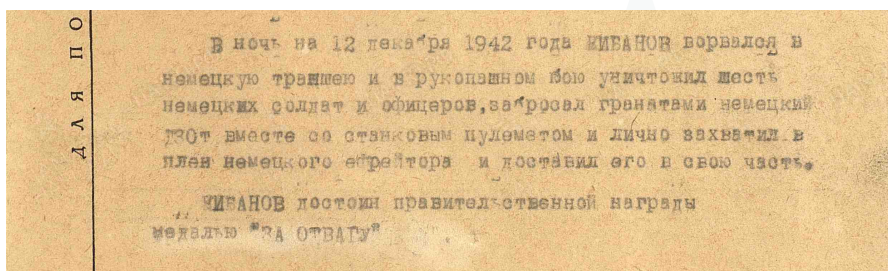 ДЛЯ ПО
В ночь на 12 декабря 1942 года ЖИВАНОВ ворвался в
немецкую траншею и в рукопашном бою уничтожил шесть
немецких солдат и офицеров,забросал гранатами немецкий
ДЗОт вместе со станковым пулеметом и лично захватил в
плен немецкого ефрейтора и доставил его в свою часть.
ЖИВАНОВ достоин правительственной награды
медалью "ЗА ОТВАГУ"